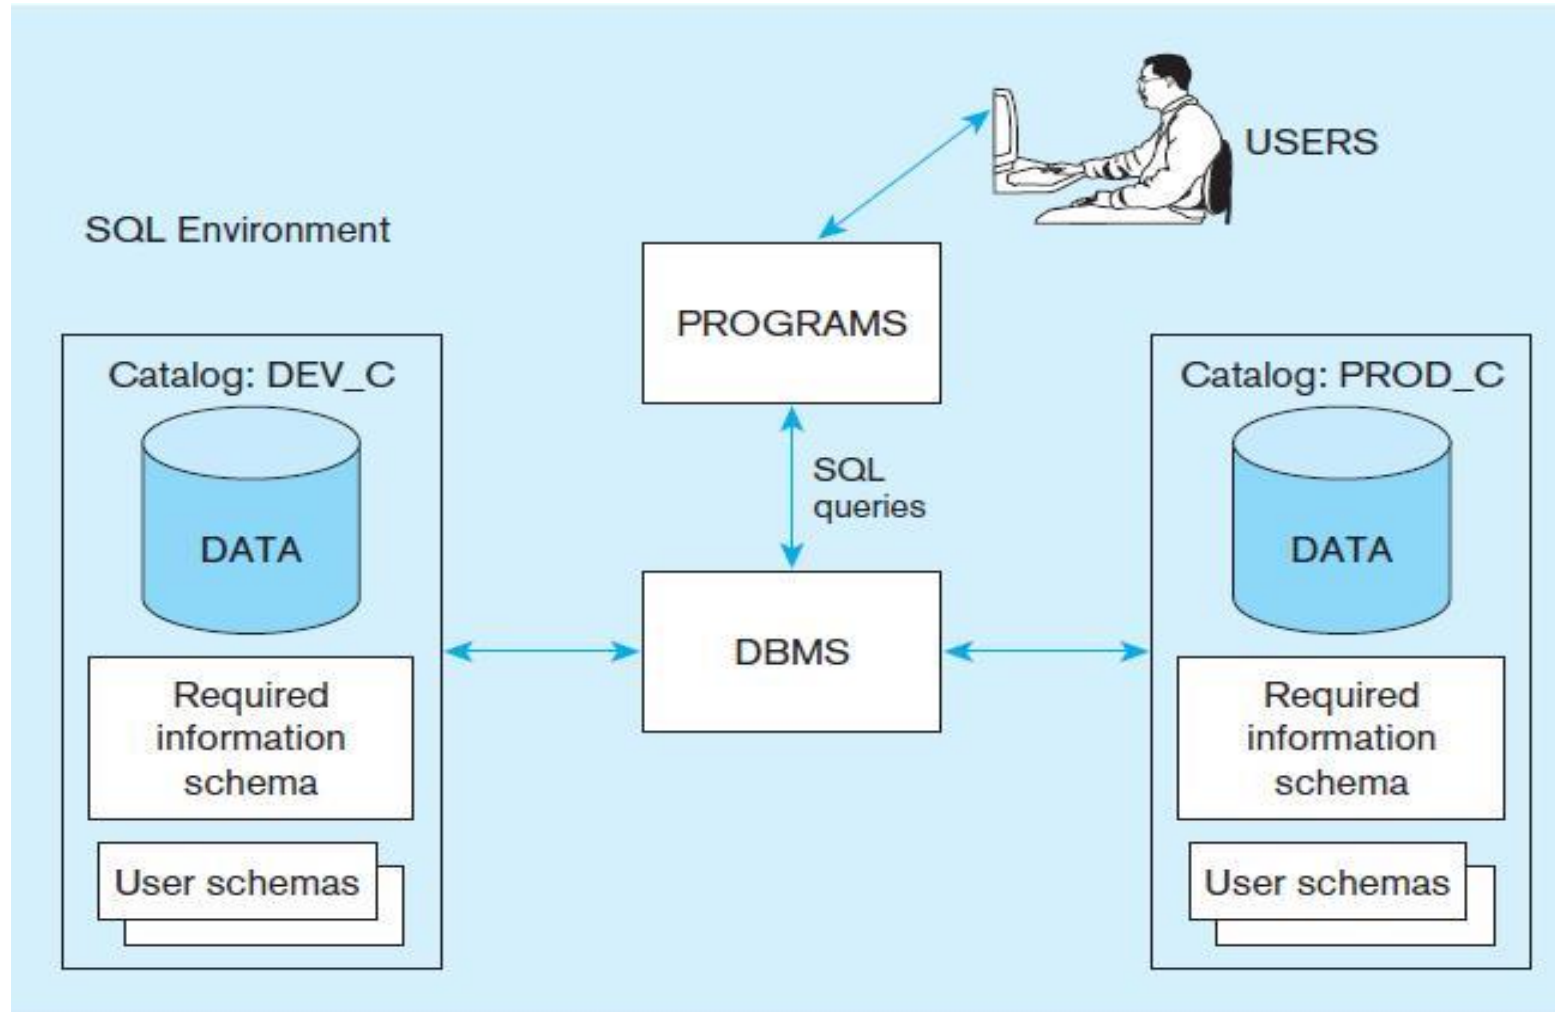 USERS
SQL Environment
PROGRAMS
Catalog: DEV_C
Catalog: PROD_C
SQL
queries
DATA
DATA
DBMS
Required
information
schema
Required
information
schema
User schemas
User schemas